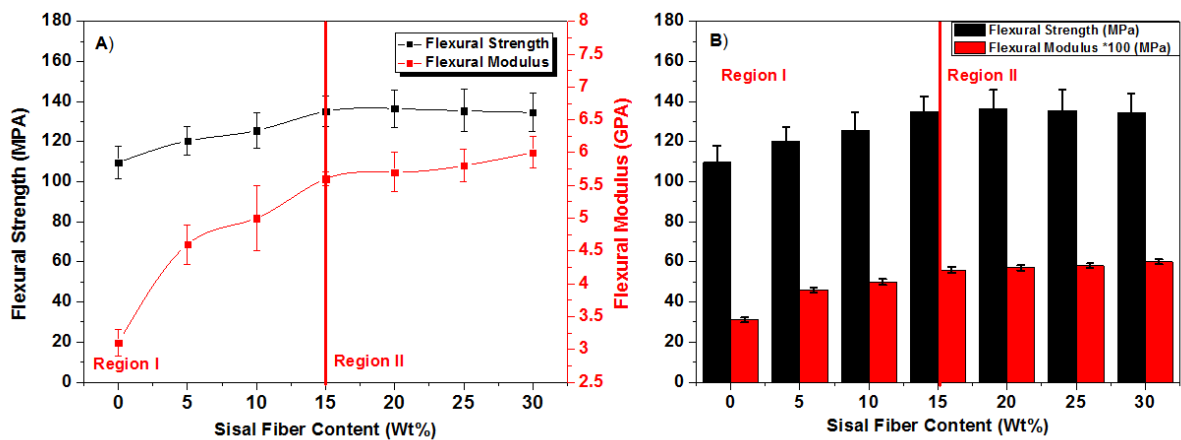 A)
Flexural Strength
Flexural Modulus
Region I
Region II
Flexural Strength (MPA)
180
160
140
120
100
80
60
40
20
0
0 5 10 15 20 25 30
Sisal Fiber Content (Wt%)
8
7.5
7
6.5
6
5.5
5
4.5
4
3.5
3
2.5
Flexural Modulus (GPA)
B)
Flexural Strength (MPa)
Flexural Modulus *100 (MPa)
Region I
Region II
180
160
140
120
100
80
60
40
20
0
0 5 10 15 20 25 30
Sisal Fiber Content (Wt%)